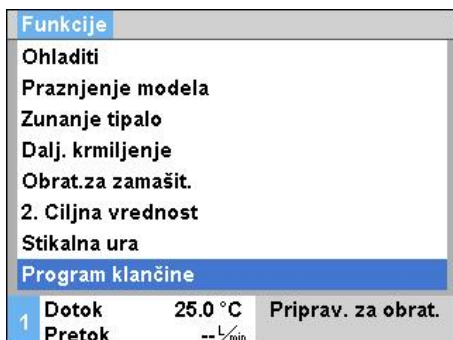 Funkcije
Ohladiti
Praznjenje modela
Zunanje tipalo
Dalj. krmiljenje
Obrat.za zamašit.
2. Ciljna vrednost
Stikalna ura
Program klančine
1 Dotok 25.0 °C Priprav. za obrat.
Pretok -- L/min